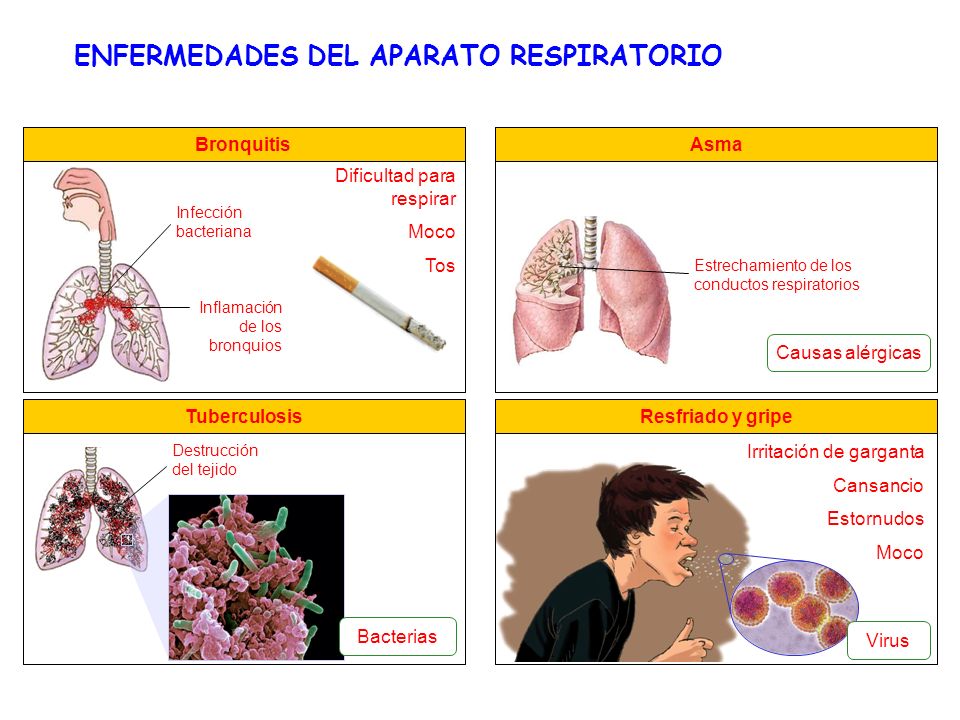 ENFERMEDADES DEL APARATO RESPIRATORIO
Bronquitis
Dificultad para
respirar
Moco
Tos
Infección
bacteriana
Inflamación
de los
bronquios
Asma
Estrechamiento de los
conductos respiratorios
Causas alérgicas
Tuberculosis
Destrucción
del tejido
Bacterias
Resfriado y gripe
Irritación de garganta
Cansancio
Estornudos
Moco
Virus